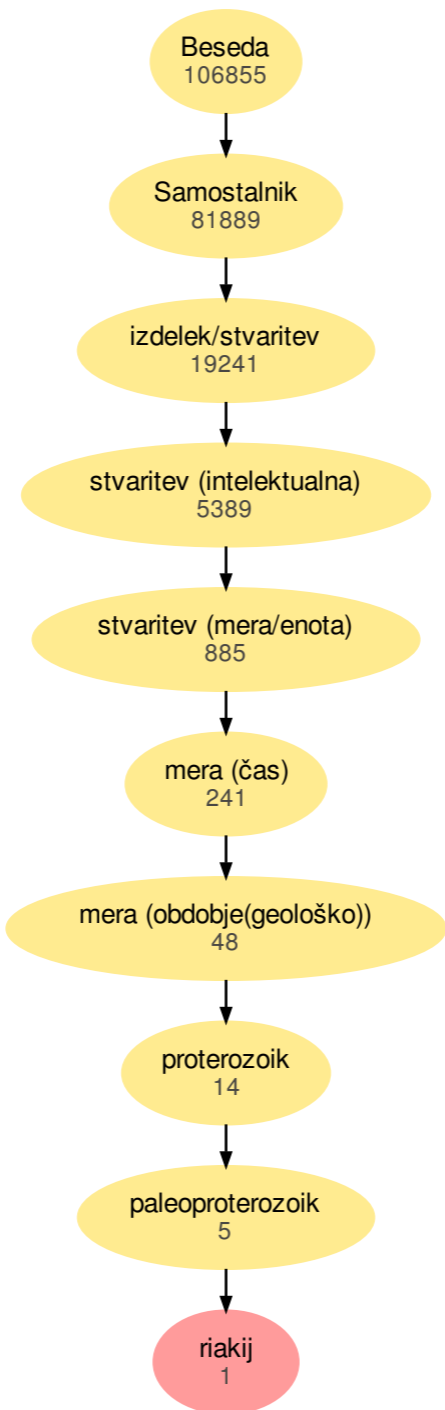 Beseda
106855
Samostalnik
81889
izdelek/stvaritev
19241
stvaritev (intelektualna)
5389
stvaritev (mera/enota)
885
mera (čas)
241
mera (obdobje(geološko))
48
proterozoik
14
paleoproterozoik
5
riakij
1